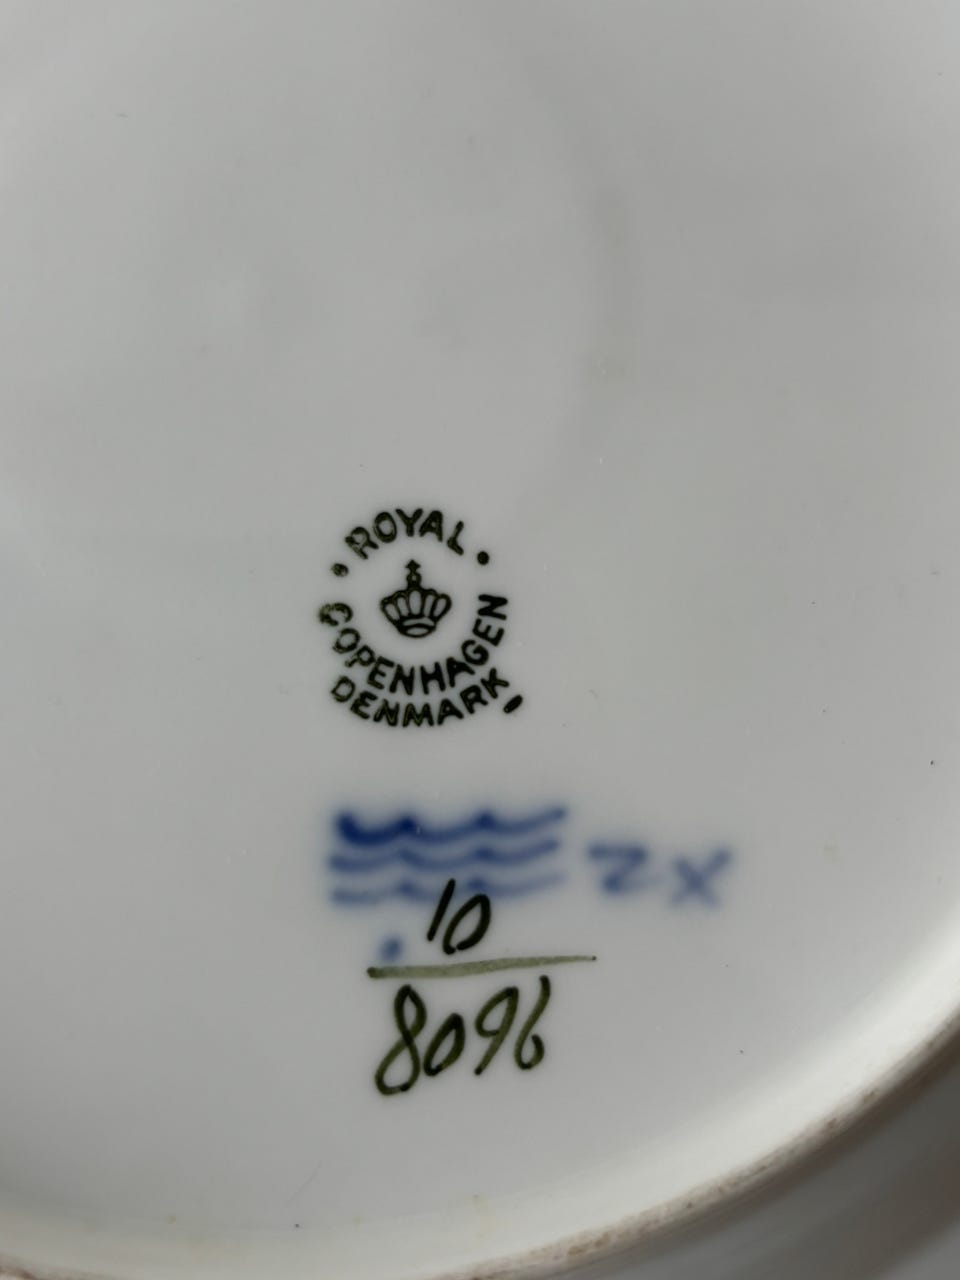 ROYAL
COPENHAGEN
DENMARK
ZX
10
8096